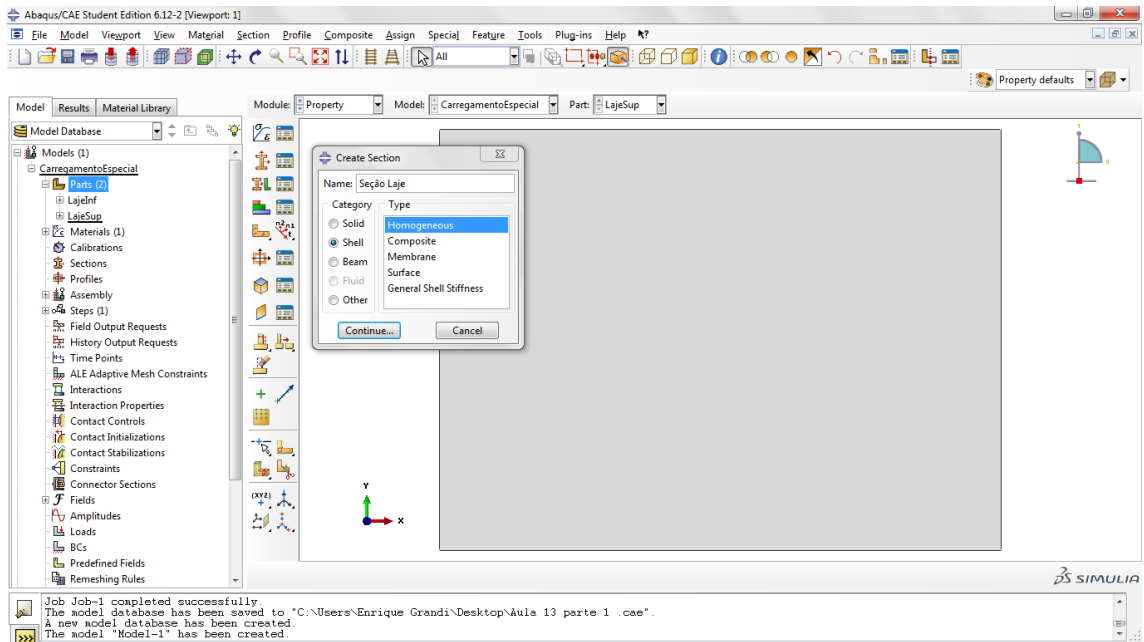 Abaqus/CAE Student Edition 6.12-2 [Viewport: 1]
File Model Viewport View Material Section Profile Composite Assign Special Feature Tools Plug-ins Help
All
Property defaults
Model Results Material Library
Module: Property Model: CarregamentoEspecial Part: LajeSup
Model Database
Models (1)
CarregamentoEspecial
Parts (2)
LajeInf
LajeSup
Materials (1)
Calibrations
Sections
Profiles
Assembly
Steps (1)
Field Output Requests
History Output Requests
Time Points
ALE Adaptive Mesh Constraints
Interactions
Interaction Properties
Contact Controls
Contact Initializations
Contact Stabilizations
Constraints
Connector Sections
Fields
Amplitudes
Loads
BCs
Predefined Fields
Remeshing Rules
Create Section
Name: Seção Laje
Category Type
Solid
Shell
Beam
Fluid
Other
Homogeneous
Composite
Membrane
Surface
General Shell Stiffness
Continue... Cancel
(XYZ)
Y
X
Y
X
SIMULIA
Job Job-1 completed successfully.
The model database has been saved to "C:\Users\Enrique Grandi\Desktop\Aula 13 parte 1 .cae".
A new model database has been created.
The model "Model-1" has been created.
>>>